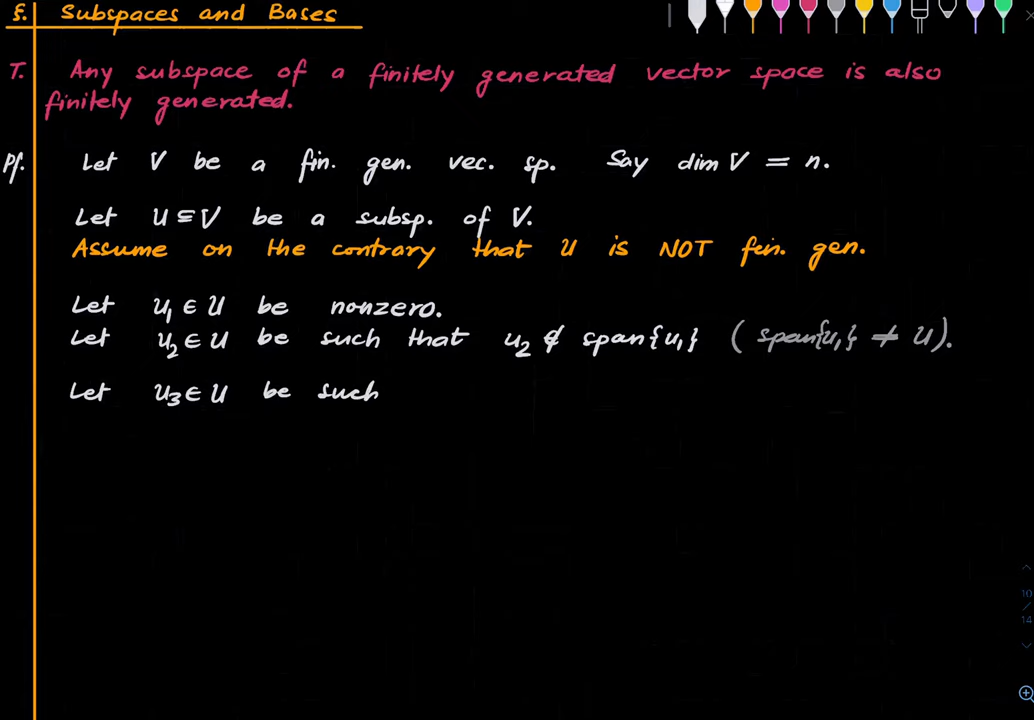 §. Subspaces and Bases
T. Any subspace of a finitely generated vector space is also
finitely generated.
Pf. Let V be a fin. gen. vec. sp. Say dim V = n.
Let U ⊆ V be a subsp. of V.
Assume on the contrary that U is NOT fin. gen.
Let u₁ ∈ U be nonzero.
Let u₂ ∈ U be such that u₂ ∉ span{u₁} (span{u₁} ≠ U).
Let u₃ ∈ U be such
10
/
14